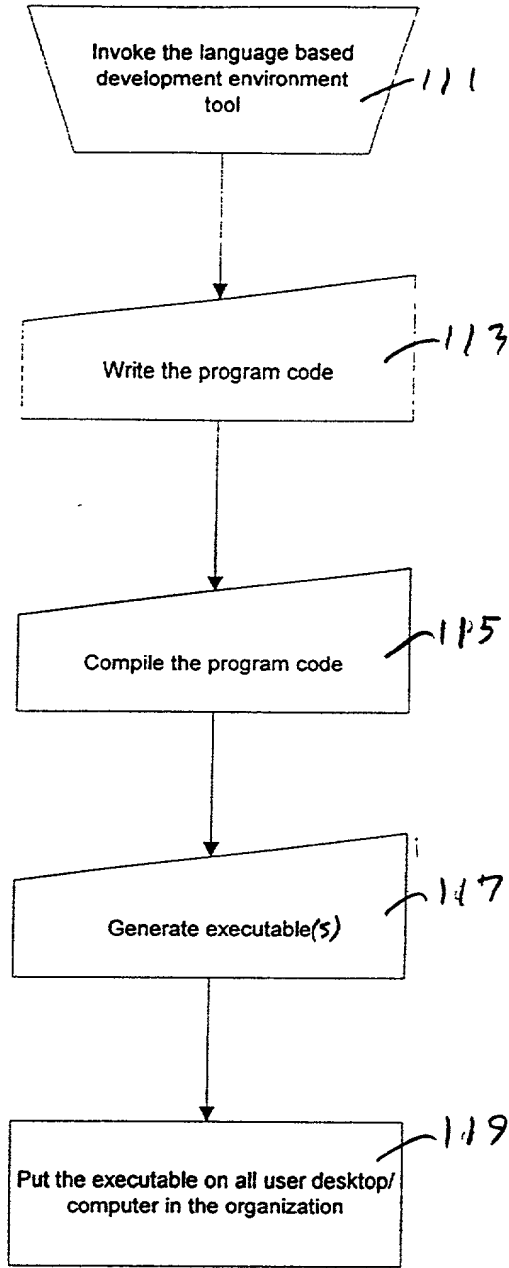 Invoke the language based
development environment
tool
111
Write the program code
113
Compile the program code
115
Generate executable(s)
117
119
Put the executable on all user desktop/
computer in the organization